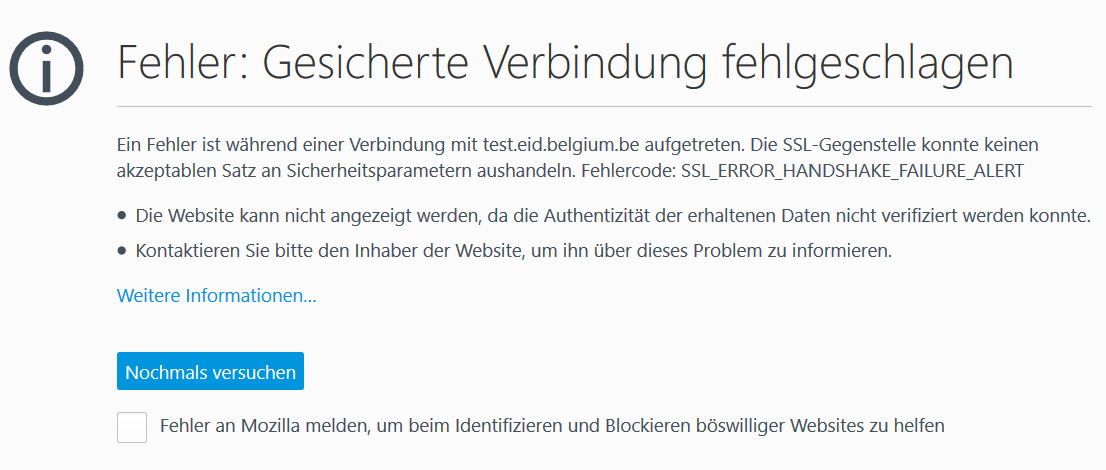 Fehler: Gesicherte Verbindung fehlgeschlagen
Ein Fehler ist während einer Verbindung mit test.eid.belgium.be aufgetreten. Die SSL-Gegenstelle konnte keinen
akzeptablen Satz an Sicherheitsparametern aushandeln. Fehlercode: SSL_ERROR_HANDSHAKE_FAILURE_ALERT
• Die Website kann nicht angezeigt werden, da die Authentizität der erhaltenen Daten nicht verifiziert werden konnte.
• Kontaktieren Sie bitte den Inhaber der Website, um ihn über dieses Problem zu informieren.
Weitere Informationen...
Nochmals versuchen
Fehler an Mozilla melden, um beim Identifizieren und Blockieren böswilliger Websites zu helfen